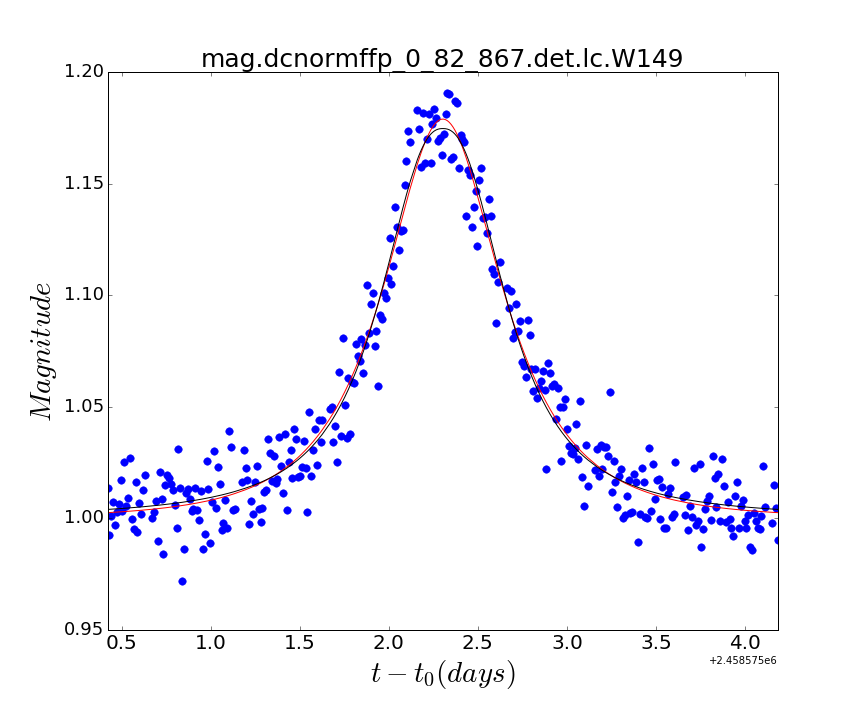 mag.dcnormffp_0_82_867.det.lc.W149
1.20
1.15
1.10
1.05
1.00
0.95
Magnitude
0.5 1.0 1.5 2.0 2.5 3.0 3.5 4.0
+2.458575e6
t − t₀(days)